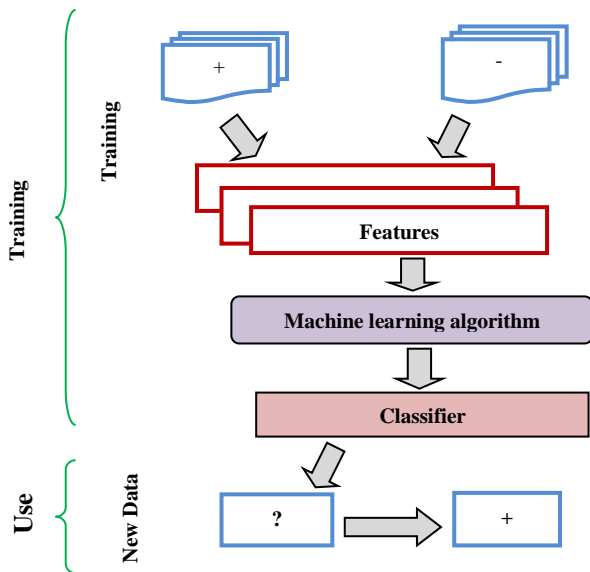 +
-
Training
Training
Features
Machine learning algorithm
Classifier
Use
New Data
?
+